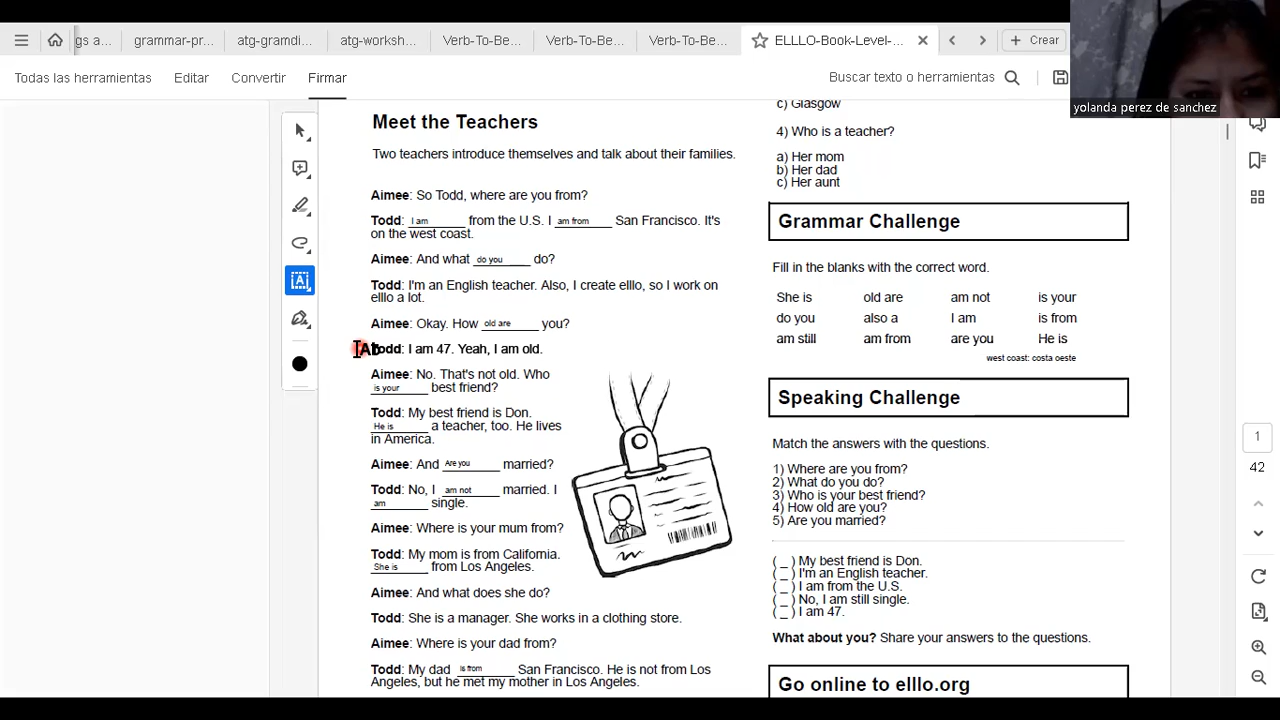 gs a...
grammar-pr...
atg-gramdi...
atg-worksh...
Verb-To-Be...
Verb-To-Be...
Verb-To-Be...
ELLLO-Book-Level-...
Crear
Todas las herramientas
Editar
Convertir
Firmar
Buscar texto o herramientas
yolanda perez de sanchez
Meet the Teachers
Two teachers introduce themselves and talk about their families.
Aimee: So Todd, where are you from?
Todd: I am from the U.S. I am from San Francisco. It's
on the west coast.
Aimee: And what do you do?
Todd: I'm an English teacher. Also, I create elllo, so I work on
elllo a lot.
Aimee: Okay. How old are you?
Todd: I am 47. Yeah, I am old.
Aimee: No. That's not old. Who
is your best friend?
Todd: My best friend is Don.
He is a teacher, too. He lives
in America.
Aimee: And Are you married?
Todd: No, I am not married. I
am single.
Aimee: Where is your mum from?
Todd: My mom is from California.
She is from Los Angeles.
Aimee: And what does she do?
Todd: She is a manager. She works in a clothing store.
Aimee: Where is your dad from?
Todd: My dad is from San Francisco. He is not from Los
Angeles, but he met my mother in Los Angeles.
c) Glasgow
4) Who is a teacher?
a) Her mom
b) Her dad
c) Her aunt
Grammar Challenge
Fill in the blanks with the correct word.
She is old are am not is your
do you also a I am is from
am still am from are you He is
west coast: costa oeste
Speaking Challenge
Match the answers with the questions.
1) Where are you from?
2) What do you do?
3) Who is your best friend?
4) How old are you?
5) Are you married?
( _ ) My best friend is Don.
( _ ) I'm an English teacher.
( _ ) I am from the U.S.
( _ ) No, I am still single.
( _ ) I am 47.
What about you? Share your answers to the questions.
Go online to elllo.org
1
42